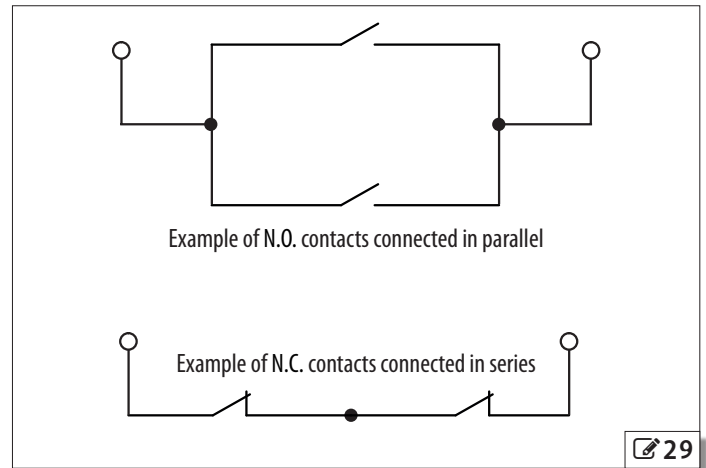 Example of N.O. contacts connected in parallel
Example of N.C. contacts connected in series
29